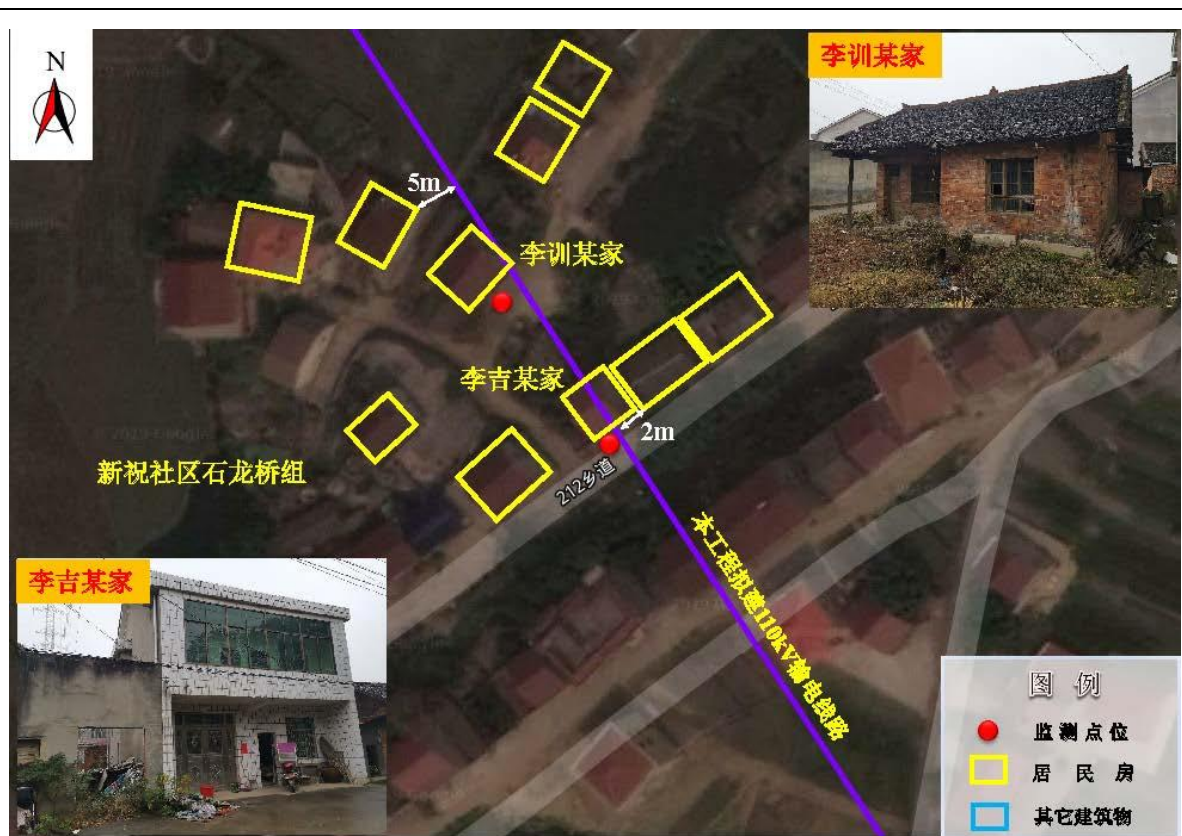 N
李训某家
5m
李训某家
李吉某家
2m
212乡道
新祝社区石龙桥组
本工程拟建110kV输电线路
李吉某家
图 例
监测点位
居 民 房
其它建筑物